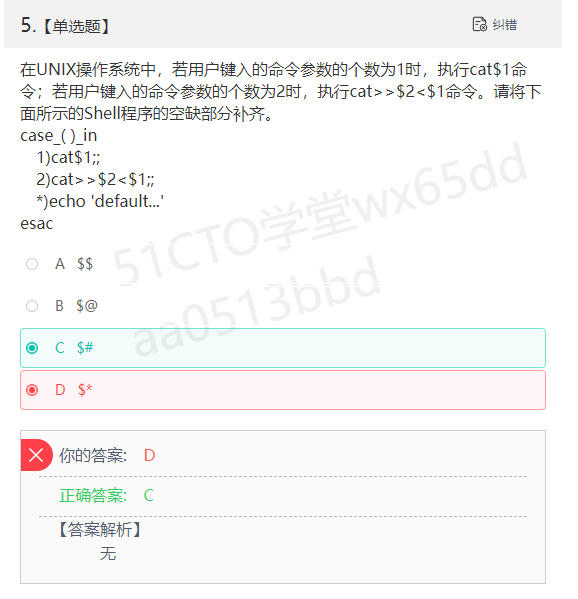 5.【单选题】
纠错
在UNIX操作系统中，若用户键入的命令参数的个数为1时，执行cat$1命
令；若用户键入的命令参数的个数为2时，执行cat>>$2<$1命令。请将下
面所示的Shell程序的空缺部分补齐。
case_( )_in
1)cat$1;;
2)cat>>$2<$1;;
*)echo 'default...'
esac
51CTO学堂wx65dd
aa0513bbd
A $$
B $@
C $#
D $*
你的答案: D
正确答案: C
【答案解析】
无